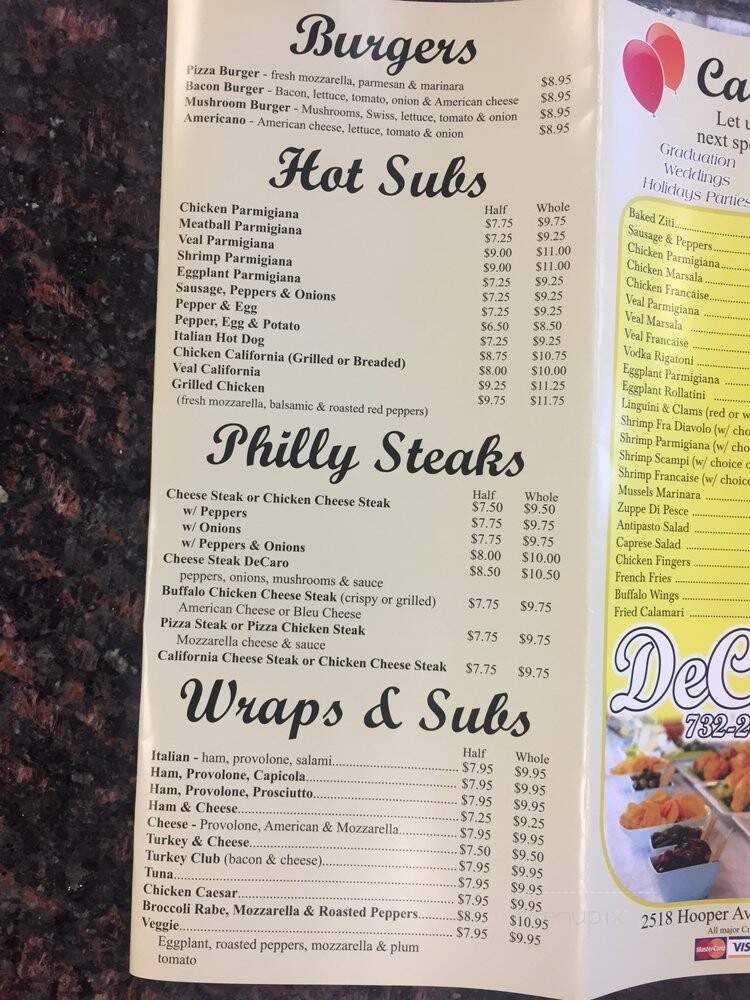 Burgers
Pizza Burger - fresh mozzarella, parmesan & marinara $8.95
Bacon Burger - Bacon, lettuce, tomato, onion & American cheese $8.95
Mushroom Burger - Mushrooms, Swiss, lettuce, tomato & onion $8.95
Americano - American cheese, lettuce, tomato & onion $8.95
Hot Subs
Half Whole
Chicken Parmigiana $7.75 $9.75
Meatball Parmigiana $7.25 $9.25
Veal Parmigiana $9.00 $11.00
Shrimp Parmigiana $9.00 $11.00
Eggplant Parmigiana $7.25 $9.25
Sausage, Peppers & Onions $7.25 $9.25
Pepper & Egg $7.25 $9.25
Pepper, Egg & Potato $6.50 $8.50
Italian Hot Dog $7.25 $9.25
Chicken California (Grilled or Breaded) $8.75 $10.75
Veal California $8.00 $10.00
Grilled Chicken $9.25 $11.25
(fresh mozzarella, balsamic & roasted red peppers) $9.75 $11.75
Philly Steaks
Half Whole
Cheese Steak or Chicken Cheese Steak $7.50 $9.50
w/ Peppers $7.75 $9.75
w/ Onions $7.75 $9.75
w/ Peppers & Onions $8.00 $10.00
Cheese Steak DeCaro $8.50 $10.50
peppers, onions, mushrooms & sauce
Buffalo Chicken Cheese Steak (crispy or grilled) $7.75 $9.75
American Cheese or Bleu Cheese
Pizza Steak or Pizza Chicken Steak $7.75 $9.75
Mozzarella cheese & sauce
California Cheese Steak or Chicken Cheese Steak $7.75 $9.75
Wraps & Subs
Half Whole
Italian - ham, provolone, salami........ $7.95 $9.95
Ham, Provolone, Capicola........ $7.95 $9.95
Ham, Provolone, Prosciutto........ $7.95 $9.95
Ham & Cheese........ $7.25 $9.25
Cheese - Provolone, American & Mozzarella........ $7.95 $9.95
Turkey & Cheese........ $7.50 $9.50
Turkey Club (bacon & cheese)........ $7.95 $9.95
Tuna........ $7.95 $9.95
Chicken Caesar........ $7.95 $9.95
Broccoli Rabe, Mozzarella & Roasted Peppers........ $8.95 $10.95
Veggie........ $7.95 $9.95
Eggplant, roasted peppers, mozzarella & plum
tomato
Ca
Let u
next sp
Graduation
Weddings
Holidays Parties
Baked Ziti........
Sausage & Peppers........
Chicken Parmigiana........
Chicken Marsala ........
Chicken Francaise........
Veal Parmigiana ........
Veal Marsala ........
Veal Francaise ........
Vodka Rigatoni ........
Eggplant Parmigiana ........
Eggplant Rollatini ........
Linguini & Clams (red or w
Shrimp Fra Diavolo (w/ cho
Shrimp Parmigiana (w/ cho
Shrimp Scampi (w/ choice o
Shrimp Francaise (w/ choice
Mussels Marinara ........
Zuppe Di Pesce ........
Antipasto Salad ........
Caprese Salad ........
Chicken Fingers ........
French Fries ........
Buffalo Wings ........
Fried Calamari ........
DeC
732-2
2518 Hooper Av
All major Cr
MasterCard VIS